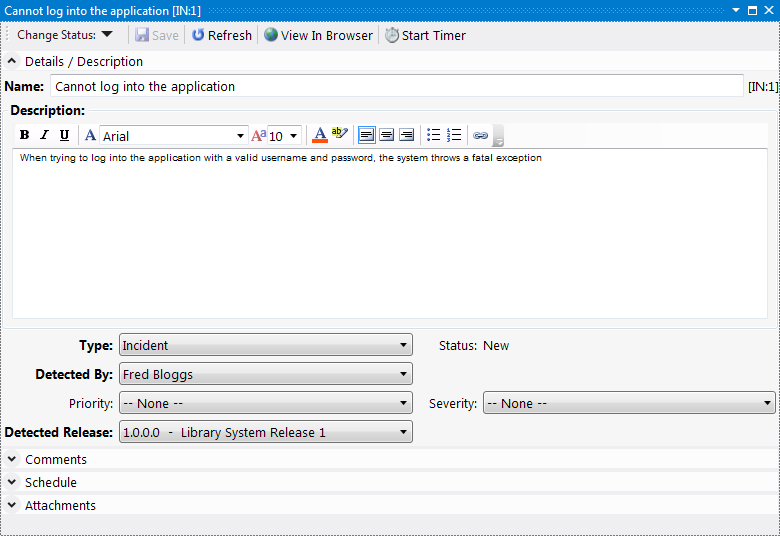 Cannot log into the application [IN:1]
Change Status: Save Refresh View In Browser Start Timer
Details / Description
Name: Cannot log into the application [IN:1]
Description:
B I U A Arial Aa 10 A ab
When trying to log into the application with a valid username and password, the system throws a fatal exception
Type: Incident Status: New
Detected By: Fred Bloggs
Priority: -- None -- Severity: -- None --
Detected Release: 1.0.0.0 - Library System Release 1
Comments
Schedule
Attachments